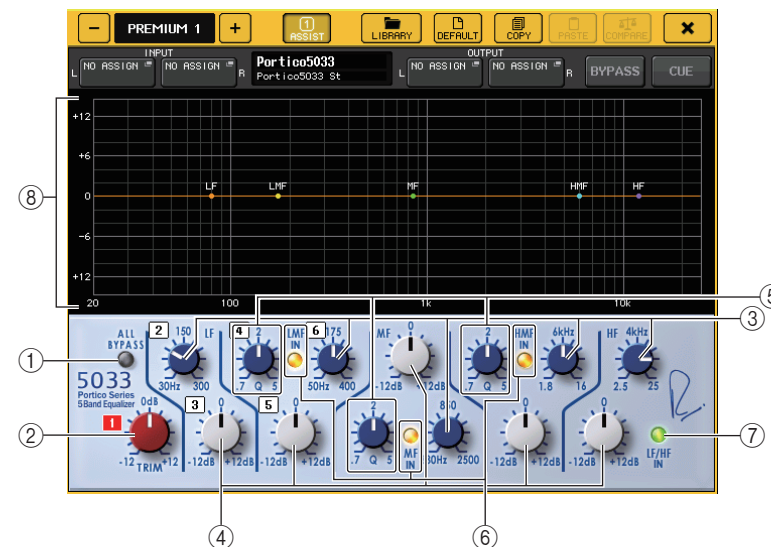 PREMIUM 1
1
ASSIST
LIBRARY
DEFAULT
COPY
PASTE
COMPARE
INPUT
L NO ASSIGN NO ASSIGN R
Portico5033
Portico5033 St
OUTPUT
L NO ASSIGN NO ASSIGN R
BYPASS
CUE
+12
+6
0
-6
+12
LF LMF MF HMF HF
20 100 1k 10k
8
5
3
1
2
4
6
7
ALL
BYPASS
5033
Portico Series
5Band Equalizer
1
0dB
-12 +12
TRIM
2 150 LF
30Hz 300
3 0
-12dB +12dB
4 2
.7 Q 5
LMF
IN
5 0
-12dB +12dB
6 175
50Hz 400
MF 0
-12dB 12dB
2
.7 Q 5
MF
IN
850
2500
2
.7 Q 5
HMF
IN
6kHz
1.8 16
0
-12dB +12dB
HF 4kHz
2.5 25
0
-12dB +12dB
LF/HF
IN